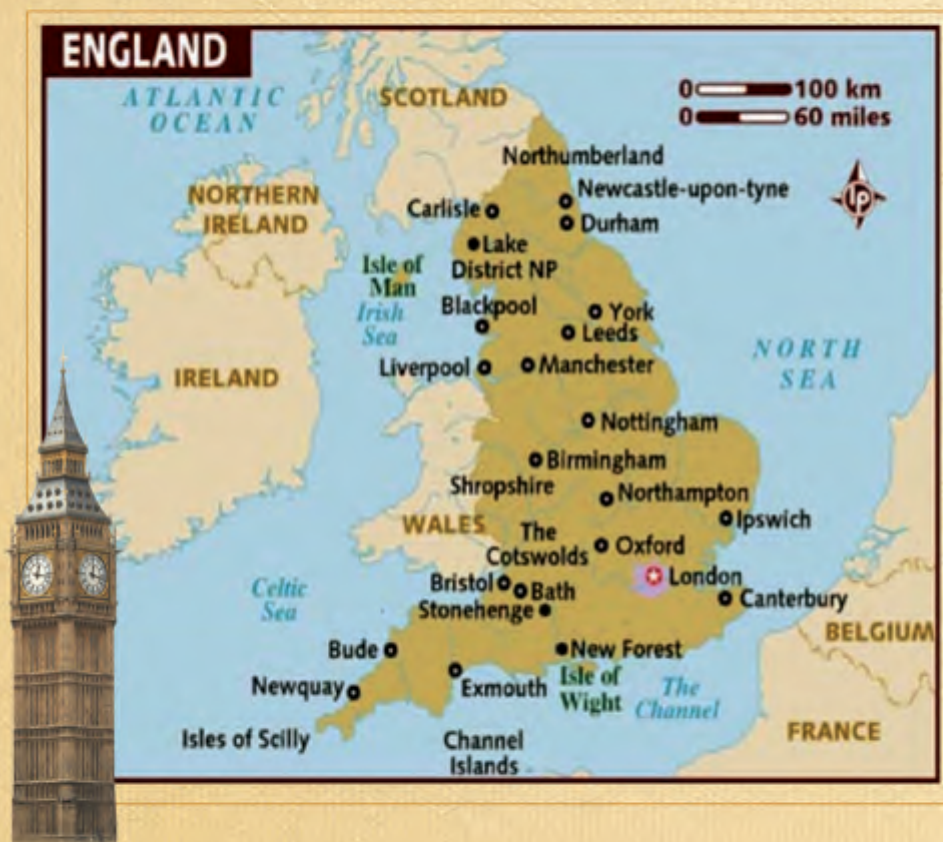 ENGLAND
ATLANTIC
OCEAN
SCOTLAND
0 100 km
0 60 miles
Northumberland
NORTHERN
IRELAND
Newcastle-upon-tyne
lp
Carlisle
Durham
Lake
District NP
Isle of
Man
Irish
Sea
Blackpool
York
Leeds
NORTH
SEA
IRELAND
Liverpool
Manchester
Nottingham
Birmingham
Shropshire
Northampton
WALES
The
Cotswolds
Ipswich
Oxford
Celtic
Sea
Bristol
Bath
London
Stonehenge
Canterbury
BELGIUM
Bude
New Forest
Newquay
Exmouth
Isle of
Wight
The
Channel
Isles of Scilly
Channel
Islands
FRANCE